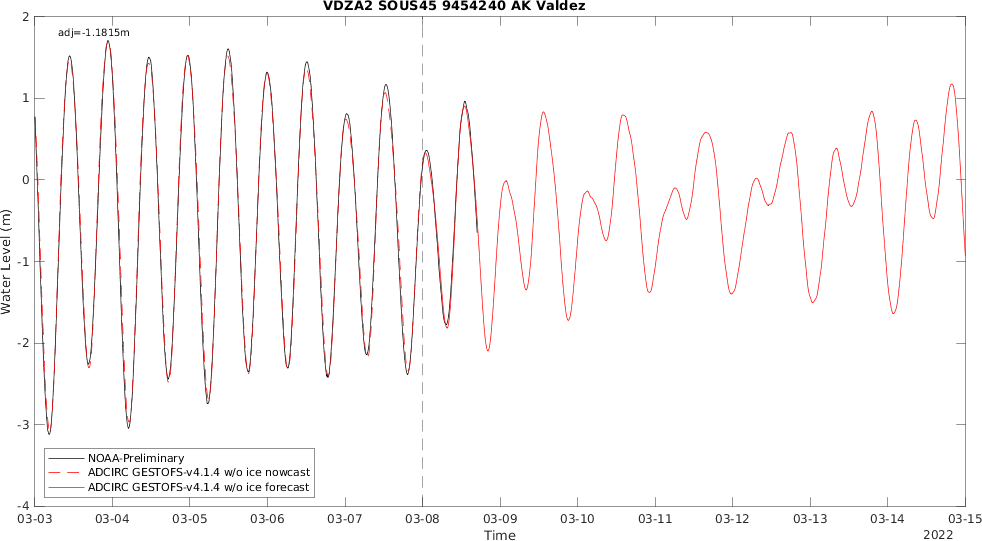 VDZA2 SOUS45 9454240 AK Valdez
adj=-1.1815m
2
1
0
-1
-2
-3
-4
Water Level (m)
NOAA-Preliminary
ADCIRC GESTOFS-v4.1.4 w/o ice nowcast
ADCIRC GESTOFS-v4.1.4 w/o ice forecast
03-03 03-04 03-05 03-06 03-07 03-08 03-09 03-10 03-11 03-12 03-13 03-14 03-15
Time
2022